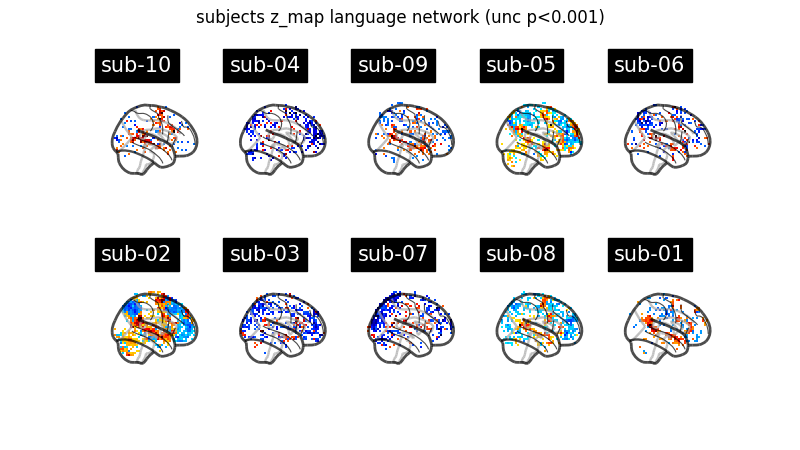 subjects z_map language network (unc p<0.001)
sub-10 sub-04 sub-09 sub-05 sub-06
sub-02 sub-03 sub-07 sub-08 sub-01